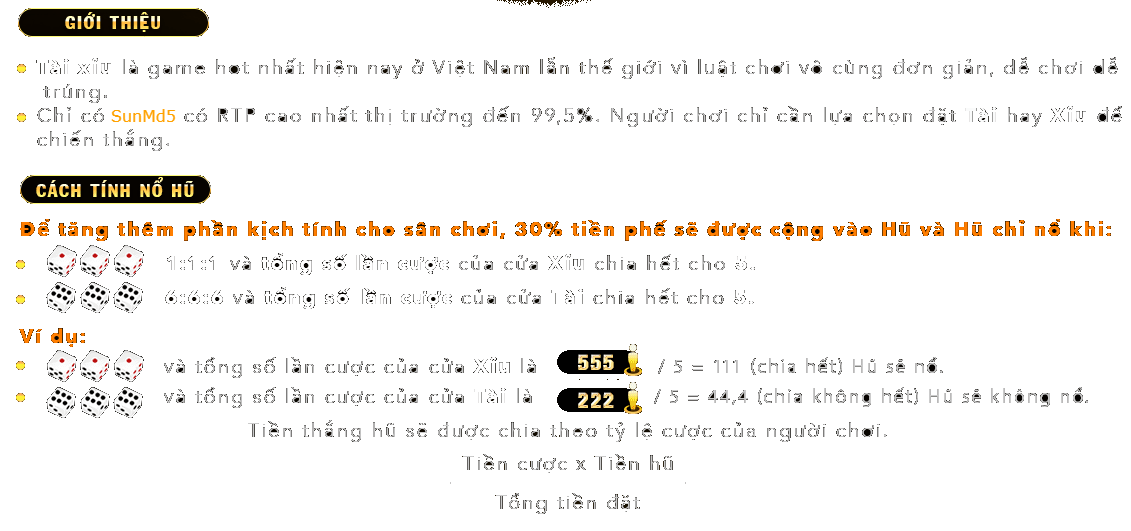 GIỚI THIỆU
Tài xỉu là game hot nhất hiện nay ở Việt Nam lẫn thế giới vì luật chơi vô cùng đơn giản, dễ chơi dễ
trúng.
Chỉ có SunMd5 có RTP cao nhất thị trường đến 99,5%. Người chơi chỉ cần lựa chọn đặt Tài hay Xỉu để
chiến thắng.
CÁCH TÍNH NỔ HŨ
Để tăng thêm phần kịch tính cho sân chơi, 30% tiền phế sẽ được cộng vào Hũ và Hũ chỉ nổ khi:
1:1:1 và tổng số lần cược của cửa Xỉu chia hết cho 5.
6:6:6 và tổng số lần cược của cửa Tài chia hết cho 5.
Ví dụ:
và tổng số lần cược của cửa Xỉu là 555 / 5 = 111 (chia hết) Hũ sẽ nổ.
và tổng số lần cược của cửa Tài là 222 / 5 = 44,4 (chia không hết) Hũ sẽ không nổ.
Tiền thắng hũ sẽ được chia theo tỷ lệ cược của người chơi.
Tiền cược x Tiền hũ
Tổng tiền đặt